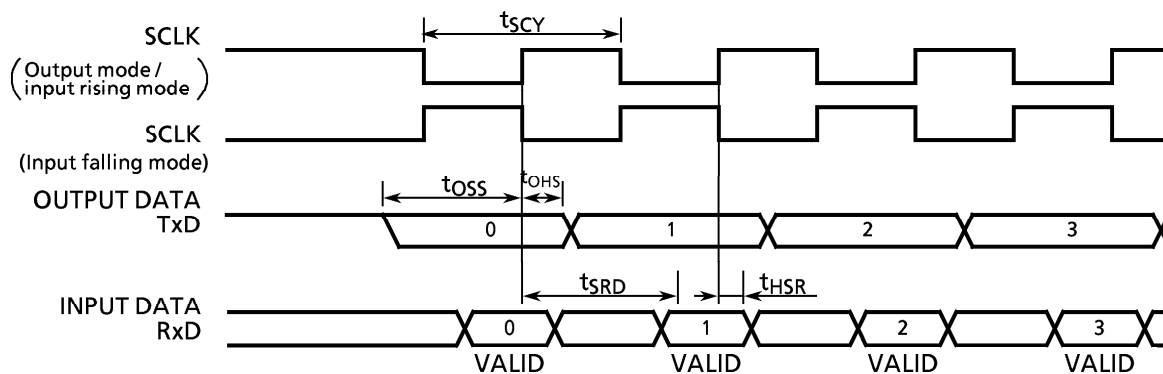 tSCY
SCLK
(Output mode /
input rising mode)
SCLK
(Input falling mode)
tOSS
tOHS
OUTPUT DATA
TxD
0
1
2
3
tSRD
tHSR
INPUT DATA
RxD
0
1
2
3
VALID
VALID
VALID
VALID